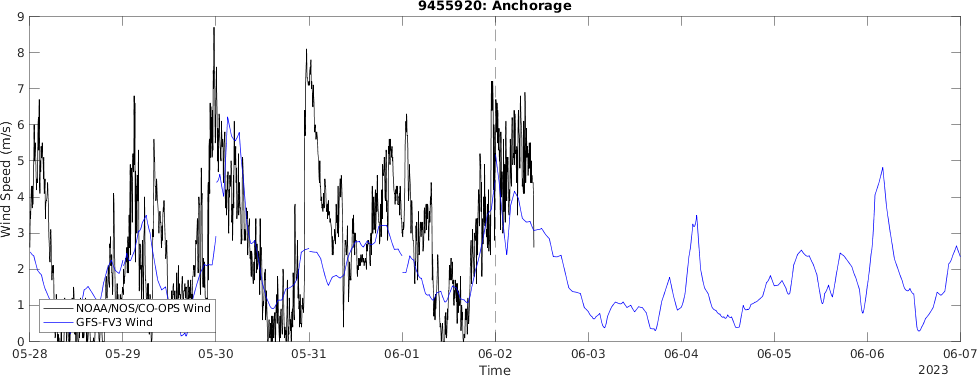 9455920: Anchorage
Wind Speed (m/s)
9
8
7
6
5
4
3
2
1
0
NOAA/NOS/CO-OPS Wind
GFS-FV3 Wind
05-28 05-29 05-30 05-31 06-01 06-02 06-03 06-04 06-05 06-06 06-07
Time
2023